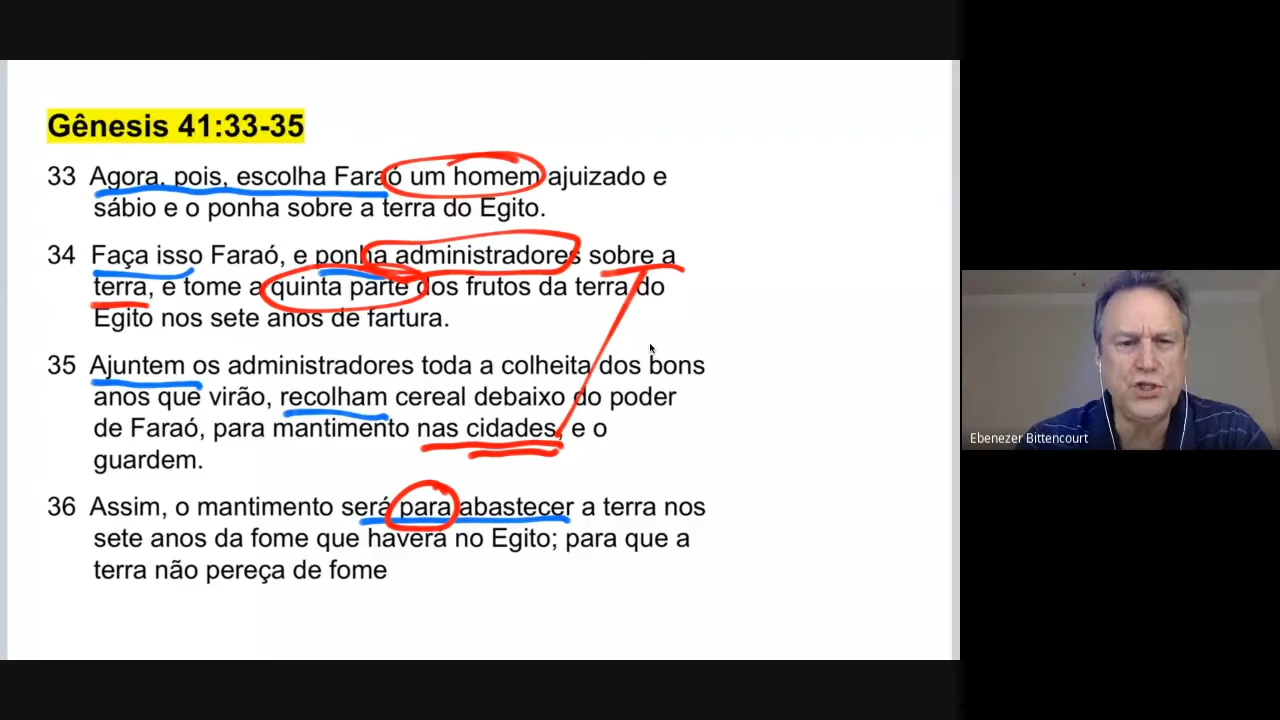 Gênesis 41:33-35
33 Agora, pois, escolha Faraó um homem ajuizado e
sábio e o ponha sobre a terra do Egito.
34 Faça isso Faraó, e ponha administradores sobre a
terra, e tome a quinta parte dos frutos da terra do
Egito nos sete anos de fartura.
35 Ajuntem os administradores toda a colheita dos bons
anos que virão, recolham cereal debaixo do poder
de Faraó, para mantimento nas cidades, e o
guardem.
36 Assim, o mantimento será para abastecer a terra nos
sete anos da fome que haverá no Egito; para que a
terra não pereça de fome
Ebenezer Bittencourt